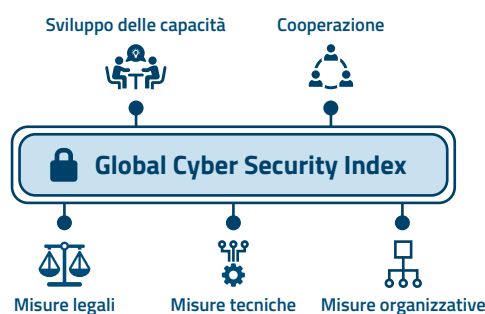 Sviluppo delle capacità
Cooperazione
Global Cyber Security Index
Misure legali
Misure tecniche
Misure organizzative